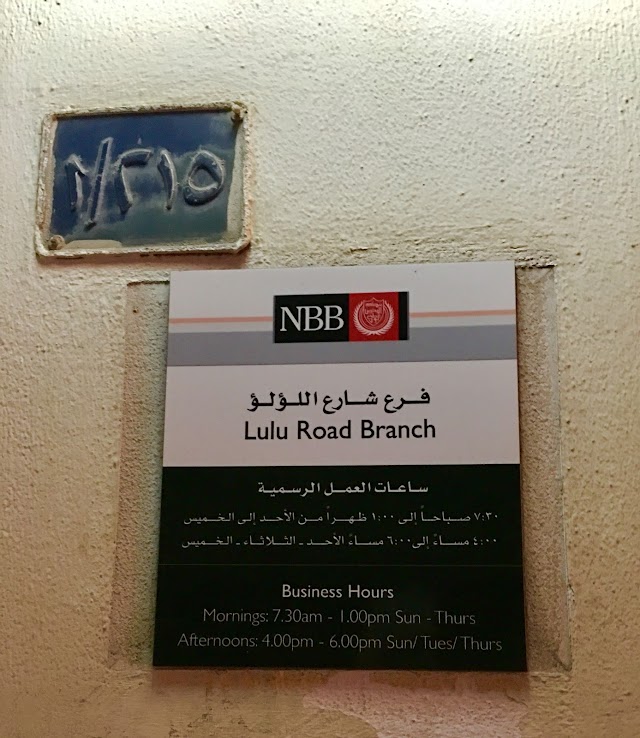 NBB
فرع شارع اللؤلؤ
Lulu Road Branch
ساعات العمل الرسمية
٧:٣٠ صباحاً إلى ١:٠٠ ظهراً من الأحد إلى الخميس
٤:٠٠ مساءً إلى ٦:٠٠ مساءً الأحد - الثلاثاء - الخميس
Business Hours
Mornings: 7.30am - 1.00pm Sun - Thurs
Afternoons: 4.00pm - 6.00pm Sun/ Tues/ Thurs